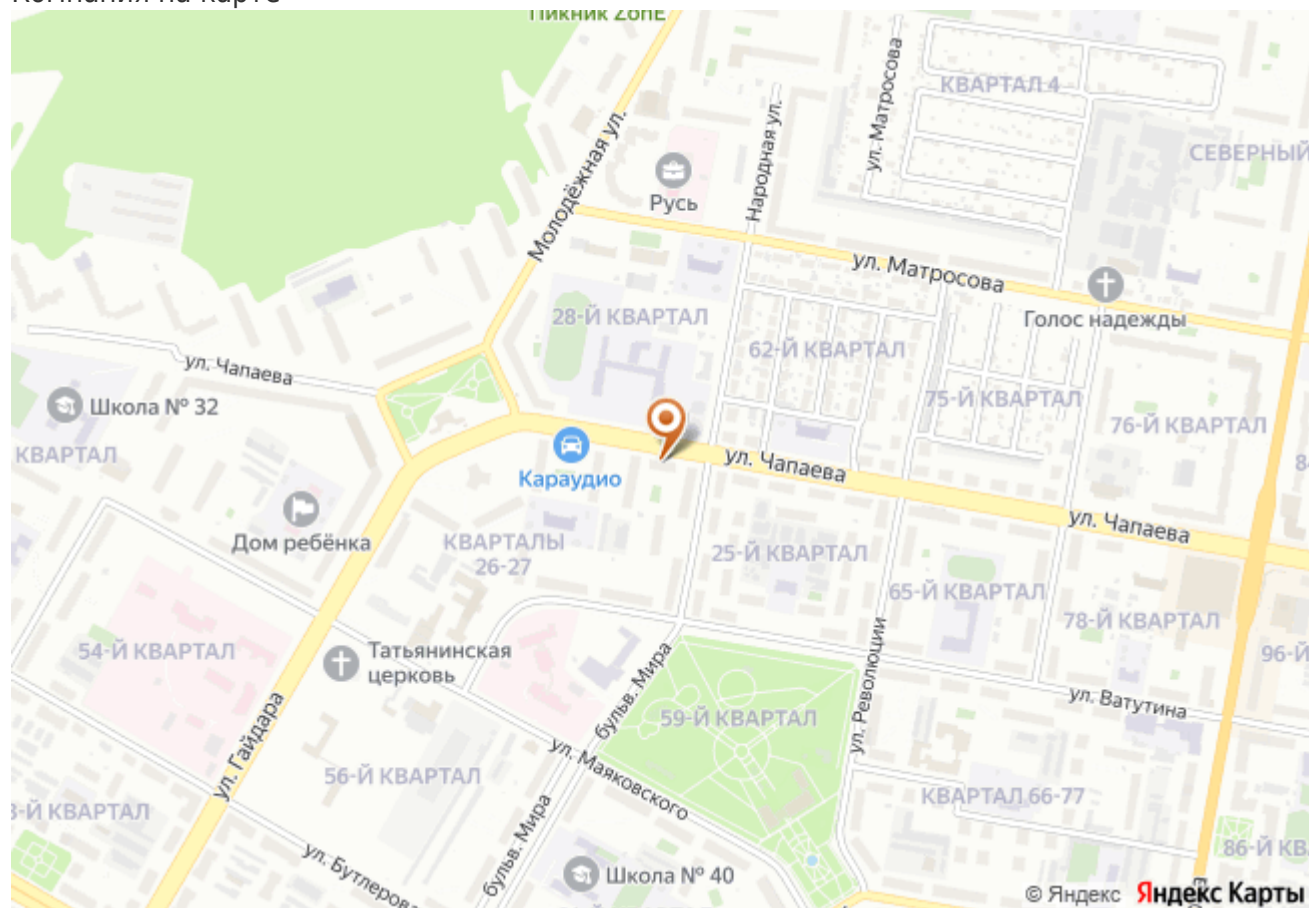 Компания на карте
Пикник ZonE
Молодёжная ул.
Русь
Народная ул.
ул. Матросова
КВАРТАЛ 4
СЕВЕРНЫЙ
ул. Матросова
Голос надежды
28-Й КВАРТАЛ
62-Й КВАРТАЛ
75-Й КВАРТАЛ
76-Й КВАРТАЛ
ул. Чапаева
Школа № 32
КВАРТАЛ
Караудио
ул. Чапаева
ул. Чапаева
Дом ребёнка
КВАРТАЛЫ
26-27
25-Й КВАРТАЛ
65-Й КВАРТАЛ
78-Й КВАРТАЛ
96-Й
54-Й КВАРТАЛ
Татьянинская
церковь
бульв. Мира
59-Й КВАРТАЛ
ул. Революции
ул. Ватутина
ул. Гайдара
56-Й КВАРТАЛ
ул. Маяковского
КВАРТАЛ 66-77
-Й КВАРТАЛ
ул. Бутлерова
бульв. Мира
Школа № 40
86-Й КВ
© Яндекс Яндекс Карты